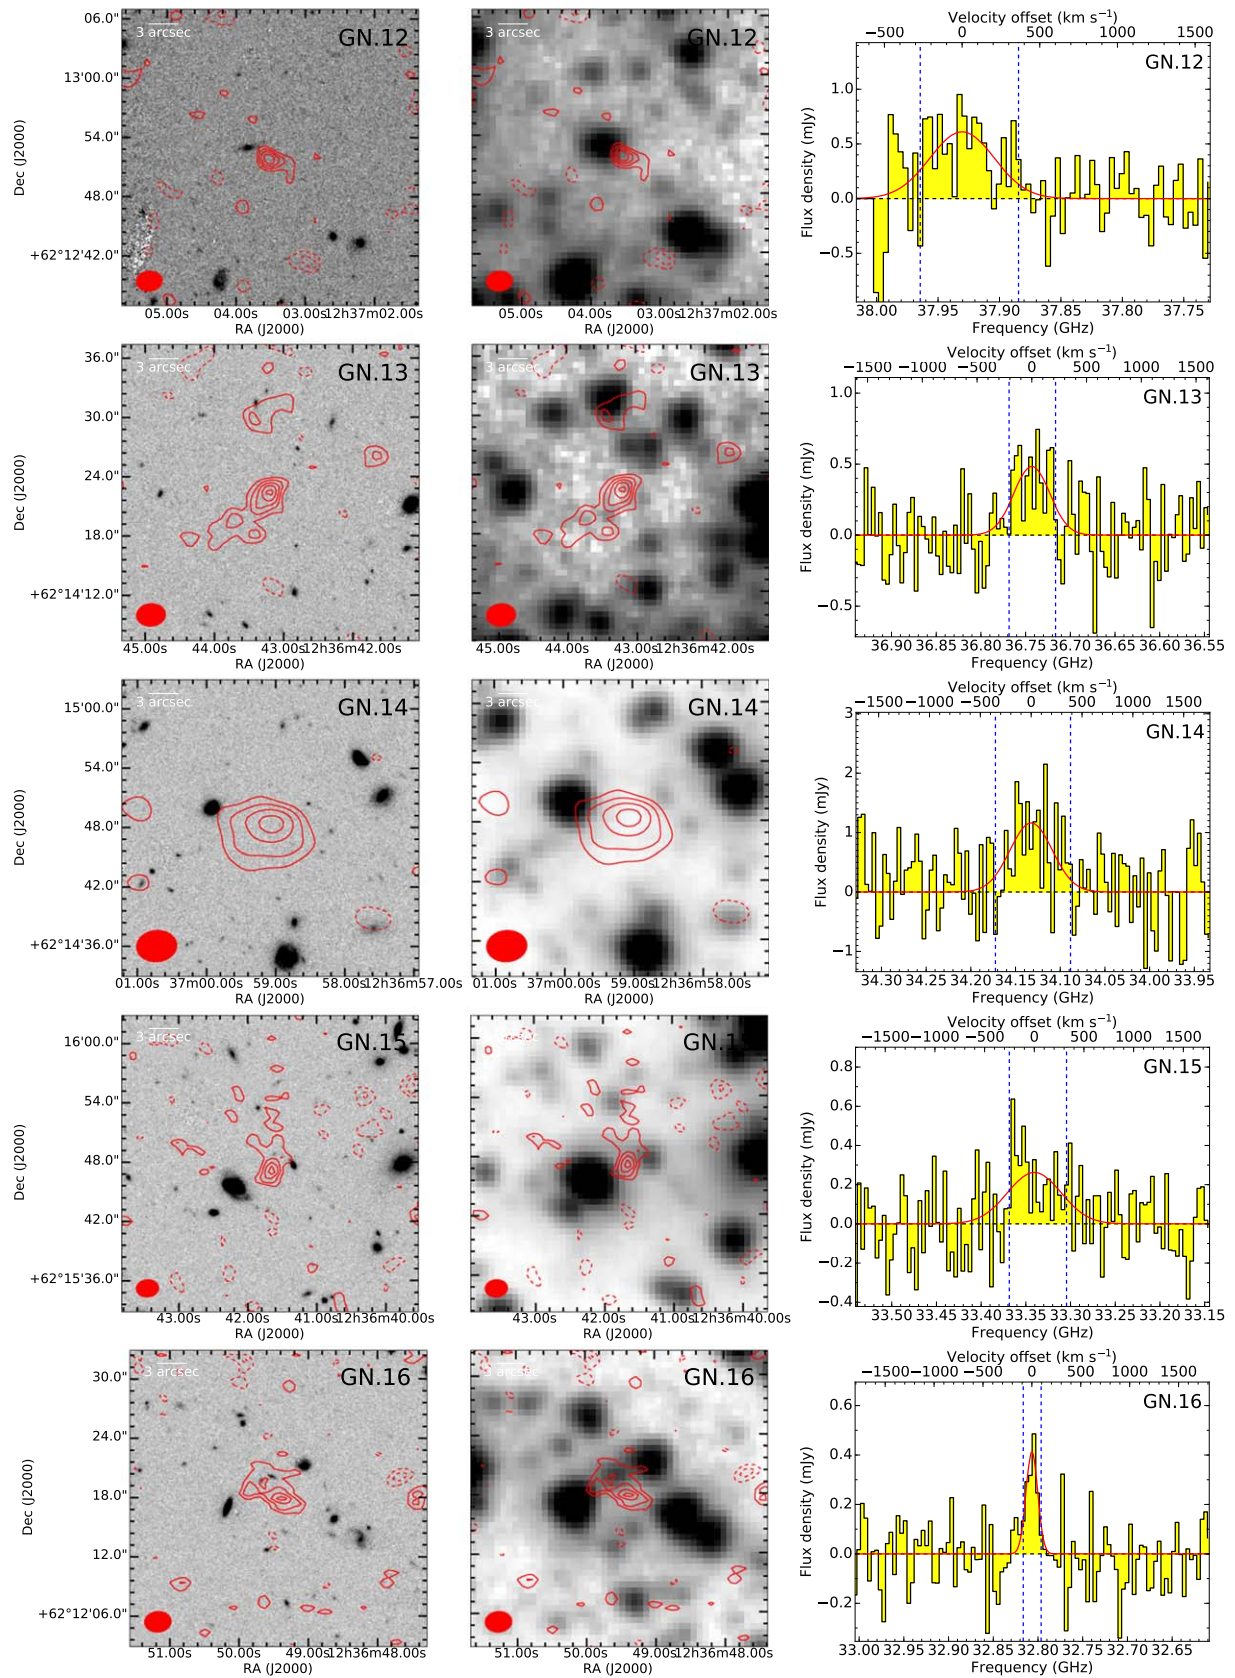 06.0"
13'00.0"
54.0"
48.0"
+62°12'42.0"
Dec (J2000)
3 arcsec
GN.12
05.00s 04.00s 03.00s 12h37m02.00s
RA (J2000)
3 arcsec
GN.12
05.00s 04.00s 03.00s 12h37m02.00s
RA (J2000)
Velocity offset (km s⁻¹)
−500 0 500 1000 1500
GN.12
1.0
0.5
0.0
−0.5
Flux density (mJy)
38.00 37.95 37.90 37.85 37.80 37.75
Frequency (GHz)
36.0"
30.0"
24.0"
18.0"
+62°14'12.0"
Dec (J2000)
3 arcsec
GN.13
45.00s 44.00s 43.00s 12h36m42.00s
RA (J2000)
3 arcsec
GN.13
45.00s 44.00s 43.00s 12h36m42.00s
RA (J2000)
Velocity offset (km s⁻¹)
−1500 −1000 −500 0 500 1000 1500
GN.13
1.0
0.5
0.0
−0.5
Flux density (mJy)
36.90 36.85 36.80 36.75 36.70 36.65 36.60 36.55
Frequency (GHz)
15'00.0"
54.0"
48.0"
42.0"
+62°14'36.0"
Dec (J2000)
3 arcsec
GN.14
01.00s 37m00.00s 59.00s 58.00s 12h36m57.00s
RA (J2000)
3 arcsec
GN.14
01.00s 37m00.00s 59.00s 12h36m58.00s
RA (J2000)
Velocity offset (km s⁻¹)
−1500 −1000 −500 0 500 1000 1500
GN.14
3
2
1
0
−1
Flux density (mJy)
34.30 34.25 34.20 34.15 34.10 34.05 34.00 33.95
Frequency (GHz)
16'00.0"
54.0"
48.0"
42.0"
+62°15'36.0"
Dec (J2000)
3 arcsec
GN.15
43.00s 42.00s 41.00s 12h36m40.00s
RA (J2000)
arcsec
GN.1
43.00s 42.00s 41.00s 12h36m40.00s
RA (J2000)
Velocity offset (km s⁻¹)
−1500 −1000 −500 0 500 1000 1500
GN.15
0.8
0.6
0.4
0.2
0.0
−0.2
−0.4
Flux density (mJy)
33.50 33.45 33.40 33.35 33.30 33.25 33.20 33.15
Frequency (GHz)
30.0"
24.0"
18.0"
12.0"
+62°12'06.0"
Dec (J2000)
3 arcsec
GN.16
51.00s 50.00s 49.00s 12h36m48.00s
RA (J2000)
3 arcsec
GN.16
51.00s 50.00s 49.00s 12h36m48.00s
RA (J2000)
Velocity offset (km s⁻¹)
−1500 −1000 −500 0 500 1000 1500
GN.16
0.6
0.4
0.2
0.0
−0.2
Flux density (mJy)
33.00 32.95 32.90 32.85 32.80 32.75 32.70 32.65
Frequency (GHz)